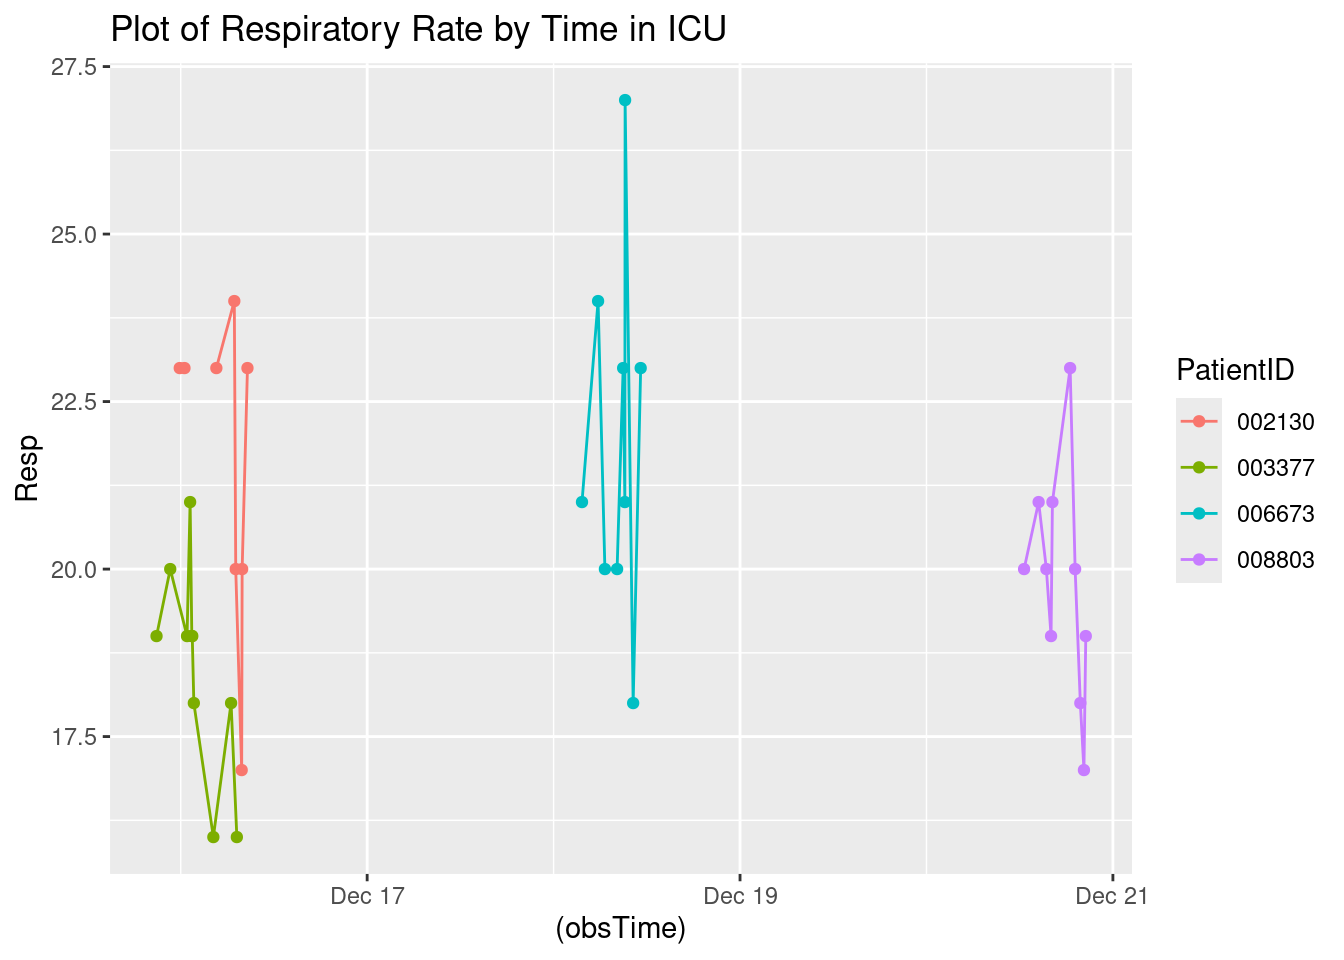 Plot of Respiratory Rate by Time in ICU
27.5
25.0
22.5
20.0
17.5
Resp
Dec 17
Dec 19
Dec 21
(obsTime)
PatientID
002130
003377
006673
008803